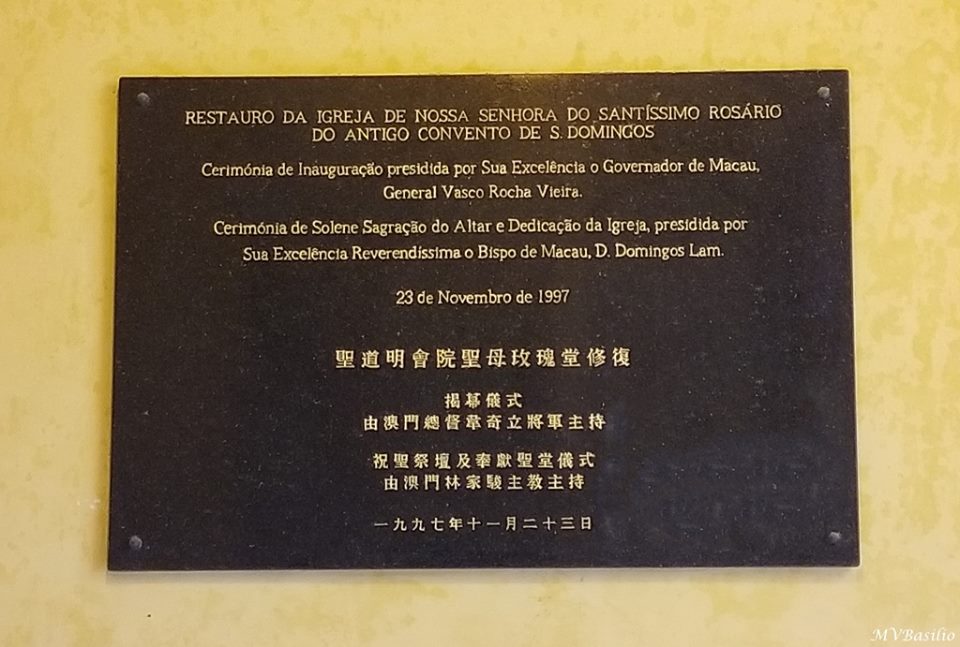 RESTAURO DA IGREJA DE NOSSA SENHORA DO SANTÍSSIMO ROSÁRIO
DO ANTIGO CONVENTO DE S. DOMINGOS
Cerimónia de Inauguração presidida por Sua Excelência o Governador de Macau,
General Vasco Rocha Vieira.
Cerimónia de Solene Sagração do Altar e Dedicação da Igreja, presidida por
Sua Excelência Reverendíssima o Bispo de Macau, D. Domingos Lam.
23 de Novembro de 1997
聖道明會院聖母玫瑰堂修復
揭幕儀式
由澳門總督韋奇立將軍主持
祝聖祭壇及奉獻聖堂儀式
由澳門林家駿主教主持
一九九七年十一月二十三日
MVBasilio